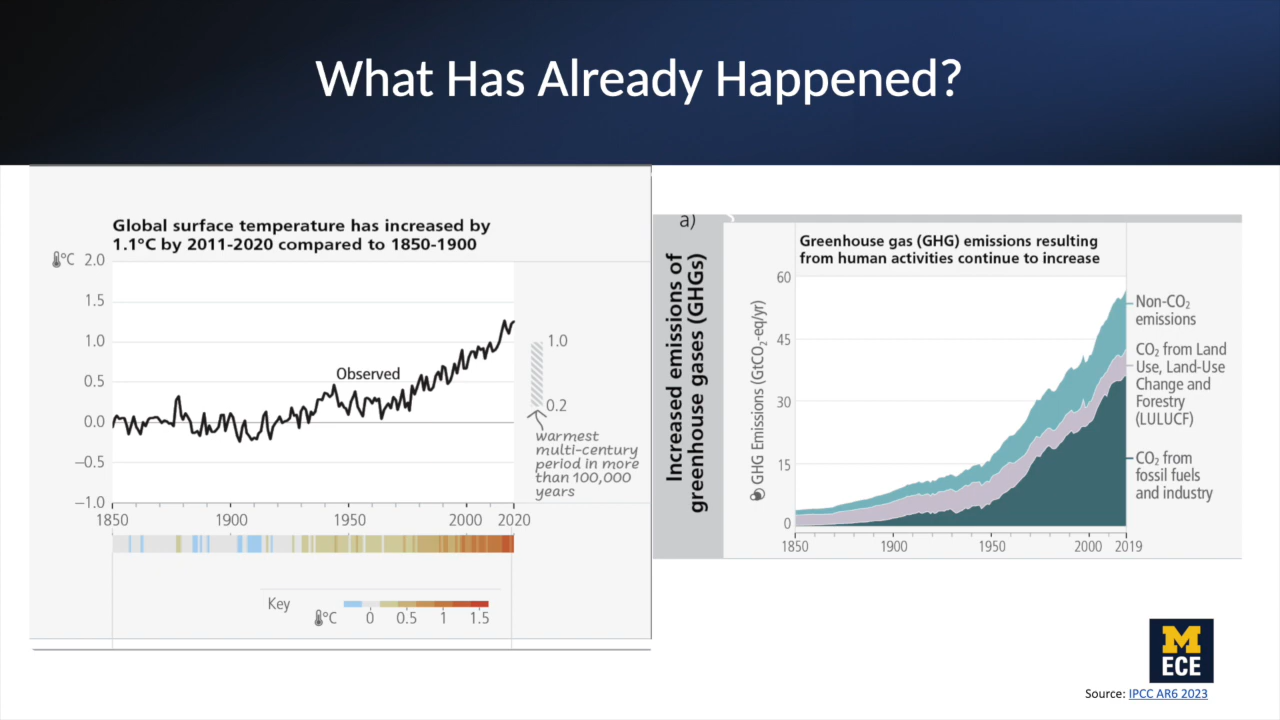 What Has Already Happened?
Global surface temperature has increased by
1.1°C by 2011-2020 compared to 1850-1900
°C
2.0
1.5
1.0
0.5
0.0
−0.5
−1.0
Observed
1.0
0.2
warmest
multi-century
period in more
than 100,000
years
1850
1900
1950
2000
2020
Key
°C
0
0.5
1
1.5
a)
Increased emissions of
greenhouse gases (GHGs)
Greenhouse gas (GHG) emissions resulting
from human activities continue to increase
GHG Emissions (GtCO₂-eq/yr)
60
45
30
15
0
1850
1900
1950
2000
2019
Non-CO₂
emissions
CO₂ from Land
Use, Land-Use
Change and
Forestry
(LULUCF)
CO₂ from
fossil fuels
and industry
M
ECE
Source: IPCC AR6 2023